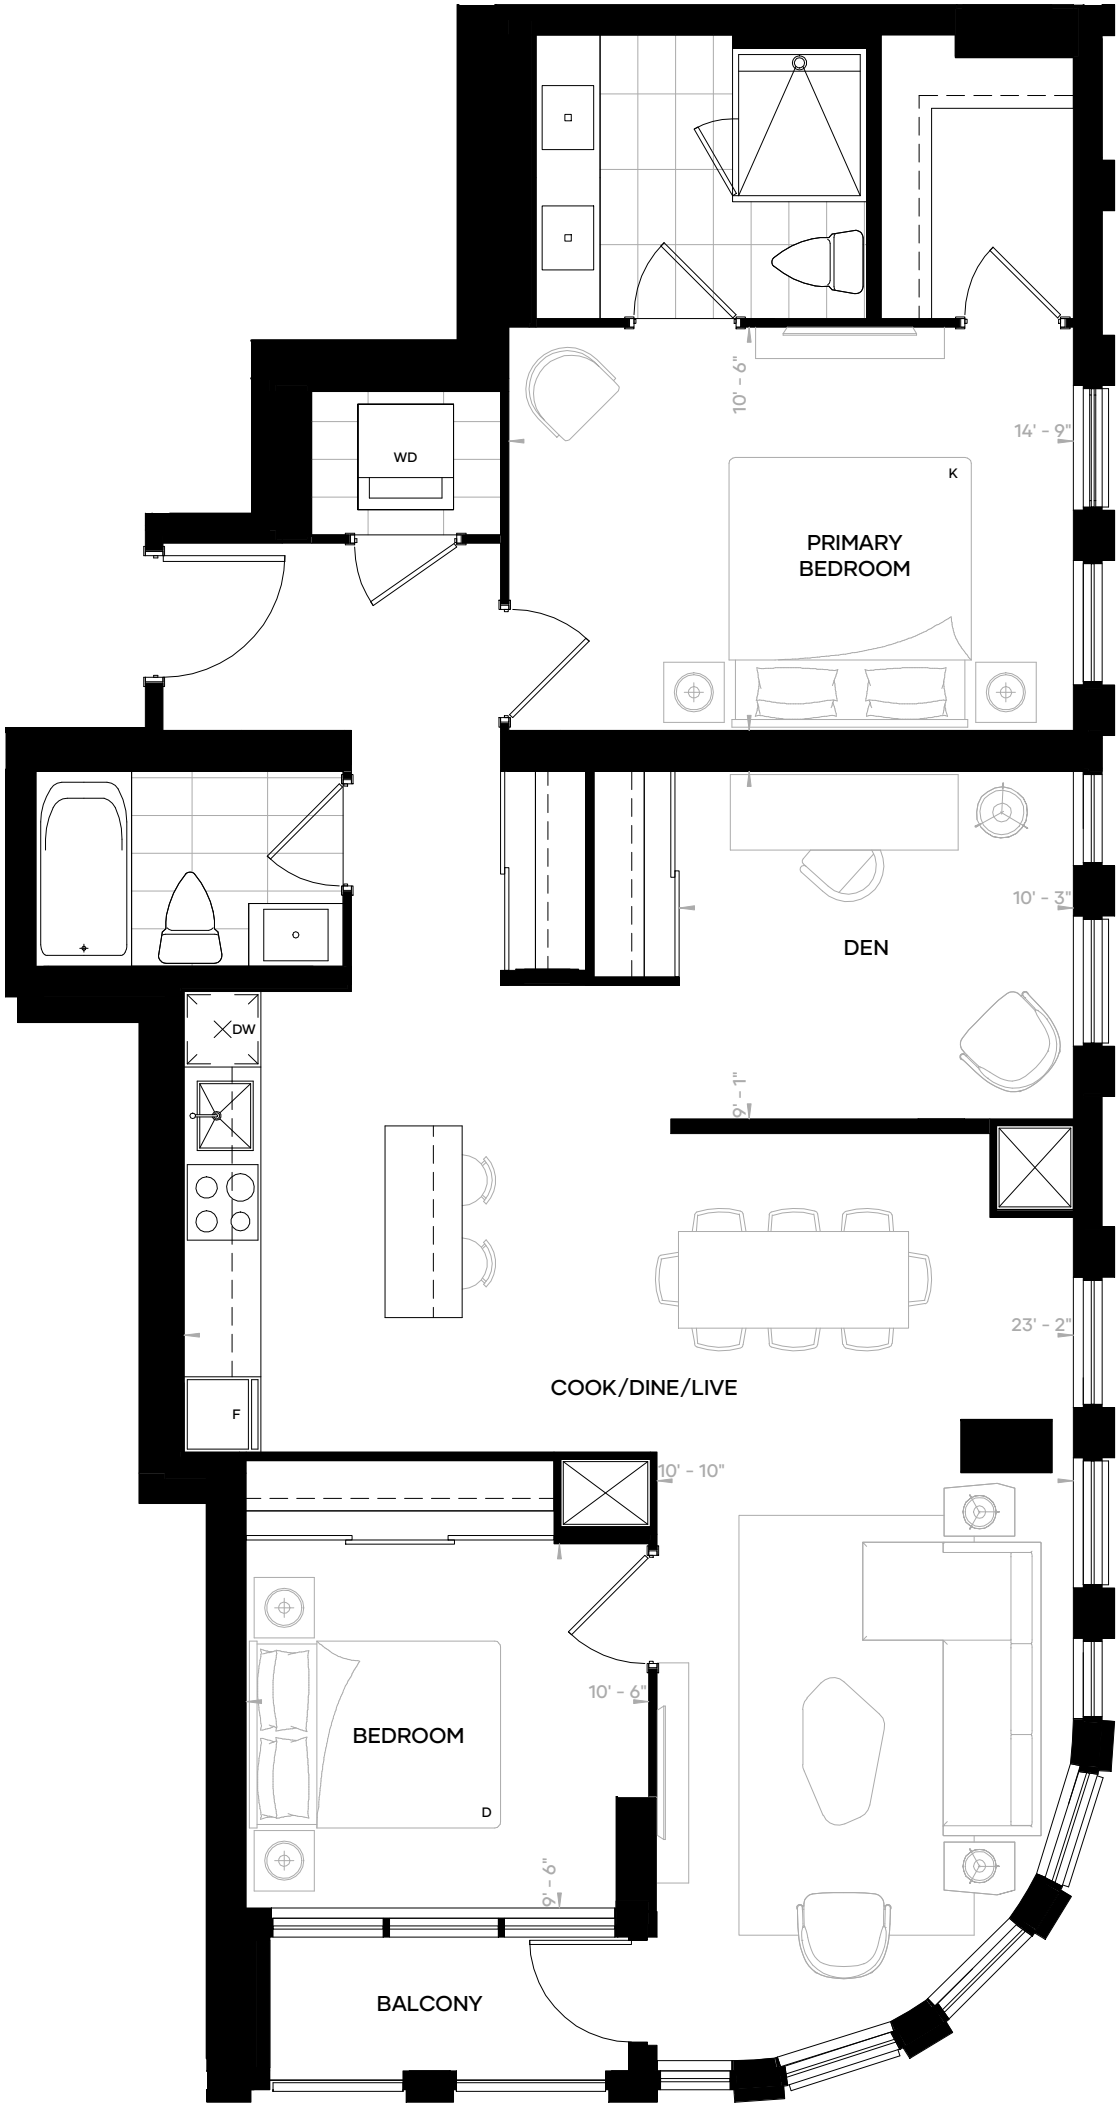 10' - 6"
14' - 9"
WD
K
PRIMARY
BEDROOM
10' - 3"
DEN
DW
9' - 1"
23' - 2"
COOK/DINE/LIVE
F
10' - 10"
10' - 6"
BEDROOM
D
9' - 6"
BALCONY